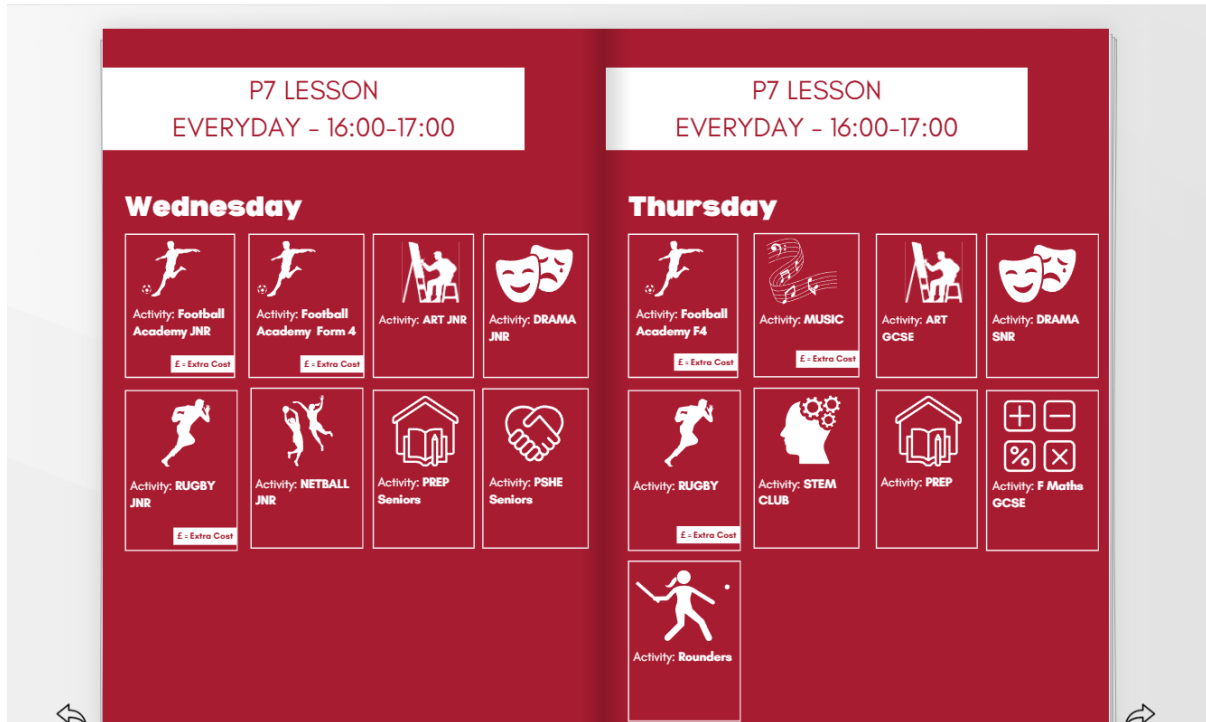 P7 LESSON
EVERYDAY - 16:00-17:00
Wednesday
Activity: Football
Academy JNR
£ = Extra Cost
Activity: Football
Academy Form 4
£ = Extra Cost
Activity: ART JNR
Activity: DRAMA
JNR
Activity: RUGBY
JNR
£ = Extra Cost
Activity: NETBALL
JNR
Activity: PREP
Seniors
Activity: PSHE
Seniors
P7 LESSON
EVERYDAY - 16:00-17:00
Thursday
Activity: Football
Academy F4
£ = Extra Cost
Activity: MUSIC
£ = Extra Cost
Activity: ART
GCSE
Activity: DRAMA
SNR
Activity: RUGBY
£ = Extra Cost
Activity: STEM
CLUB
Activity: PREP
Activity: F Maths
GCSE
Activity: Rounders